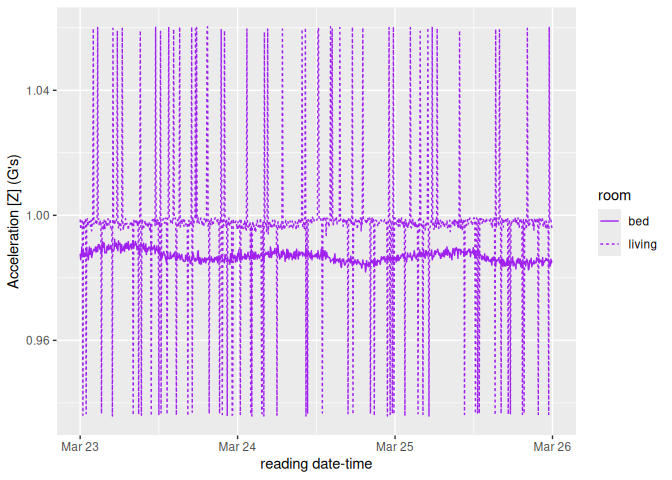 Acceleration [Z] (G's)
1.04
1.00
0.96
Mar 23
Mar 24
Mar 25
Mar 26
reading date-time
room
bed
living